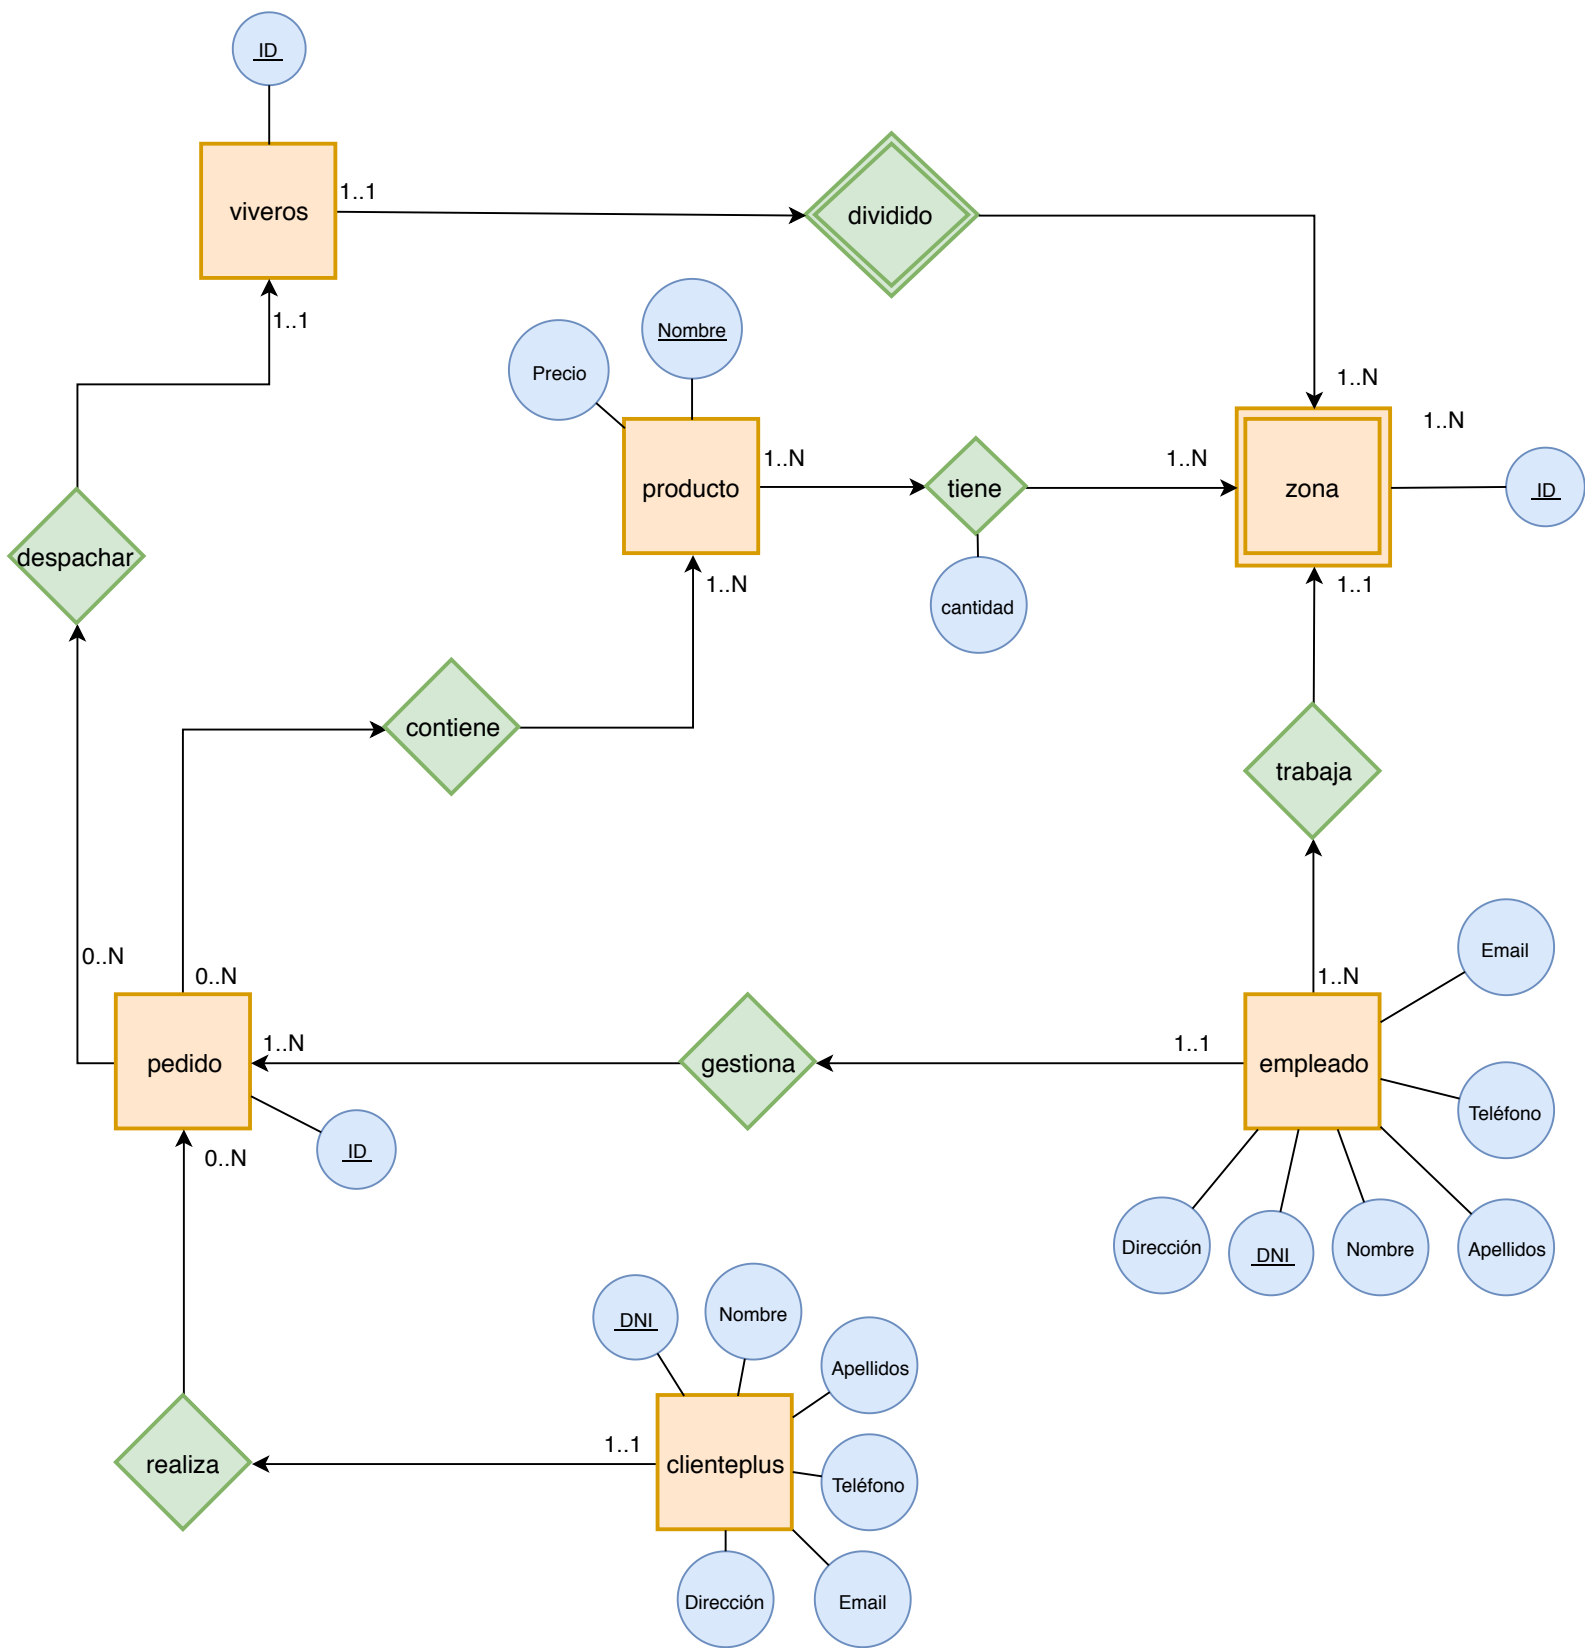 ID
viveros
1..1
dividido
1..1
Nombre
Precio
1..N
1..N
producto
1..N
tiene
1..N
zona
ID
despachar
1..N
cantidad
1..1
contiene
trabaja
0..N
0..N
1..N
Email
pedido
1..N
gestiona
1..1
empleado
Teléfono
0..N
ID
Dirección
DNI
Nombre
Apellidos
DNI
Nombre
Apellidos
realiza
1..1
clienteplus
Teléfono
Dirección
Email